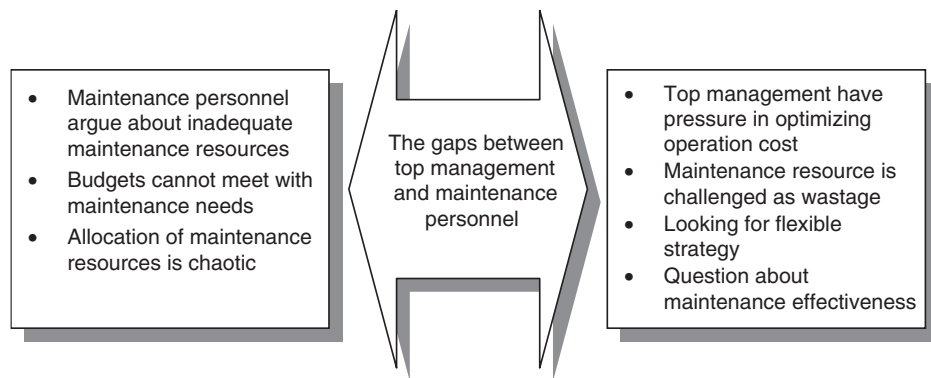 • Maintenance personnel
argue about inadequate
maintenance resources
• Budgets cannot meet with
maintenance needs
• Allocation of maintenance
resources is chaotic
The gaps between
top management
and maintenance
personnel
• Top management have
pressure in optimizing
operation cost
• Maintenance resource is
challenged as wastage
• Looking for flexible
strategy
• Question about
maintenance effectiveness